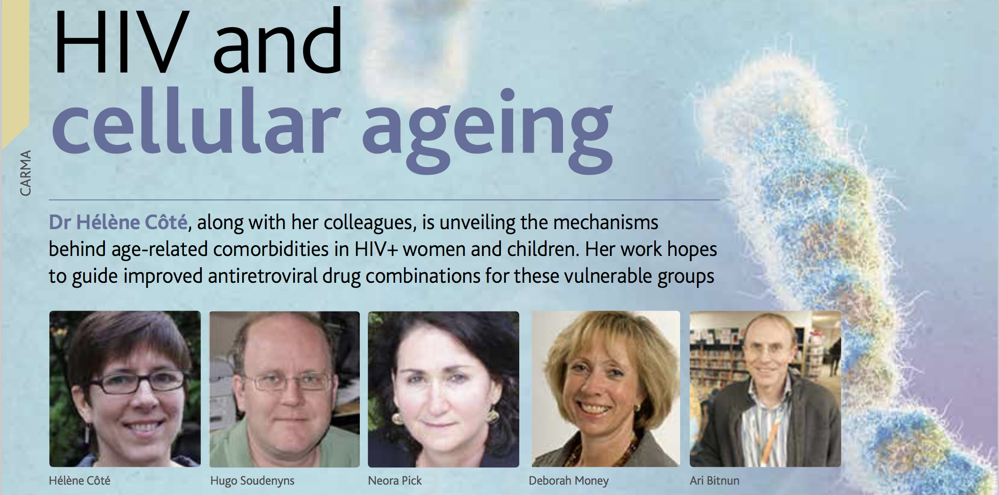 HIV and
cellular ageing
CARMA
Dr Hélène Côté, along with her colleagues, is unveiling the mechanisms
behind age-related comorbidities in HIV+ women and children. Her work hopes
to guide improved antiretroviral drug combinations for these vulnerable groups
Hélène Côté
Hugo Soudenyns
Neora Pick
Deborah Money
Ari Bitnun